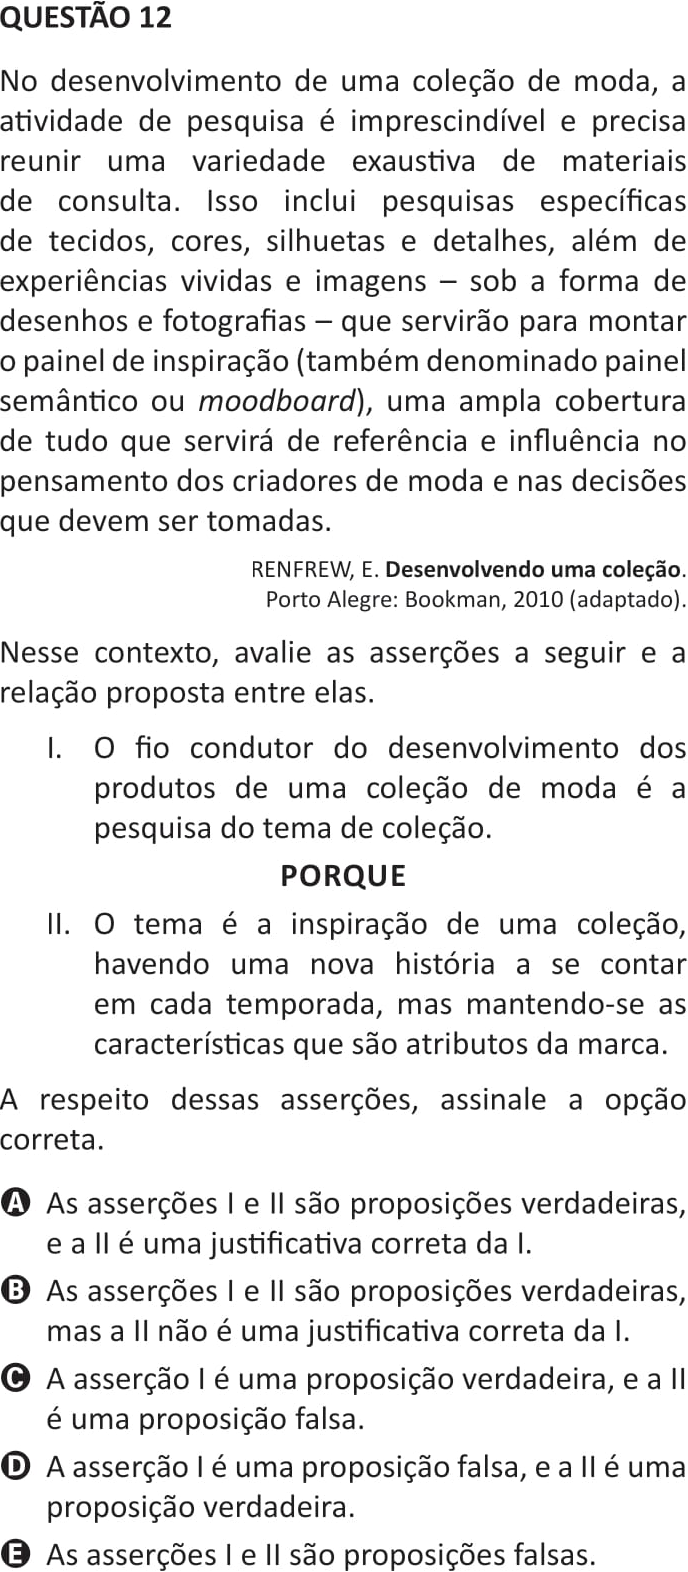 QUESTÃO 12
No desenvolvimento de uma coleção de moda, a
atividade de pesquisa é imprescindível e precisa
reunir uma variedade exaustiva de materiais
de consulta. Isso inclui pesquisas específicas
de tecidos, cores, silhuetas e detalhes, além de
experiências vividas e imagens – sob a forma de
desenhos e fotografias – que servirão para montar
o painel de inspiração (também denominado painel
semântico ou moodboard), uma ampla cobertura
de tudo que servirá de referência e influência no
pensamento dos criadores de moda e nas decisões
que devem ser tomadas.
RENFREW, E. Desenvolvendo uma coleção.
Porto Alegre: Bookman, 2010 (adaptado).
Nesse contexto, avalie as asserções a seguir e a
relação proposta entre elas.
I. O fio condutor do desenvolvimento dos
produtos de uma coleção de moda é a
pesquisa do tema de coleção.
PORQUE
II. O tema é a inspiração de uma coleção,
havendo uma nova história a se contar
em cada temporada, mas mantendo-se as
características que são atributos da marca.
A respeito dessas asserções, assinale a opção
correta.
A As asserções I e II são proposições verdadeiras,
e a II é uma justificativa correta da I.
B As asserções I e II são proposições verdadeiras,
mas a II não é uma justificativa correta da I.
C A asserção I é uma proposição verdadeira, e a II
é uma proposição falsa.
D A asserção I é uma proposição falsa, e a II é uma
proposição verdadeira.
E As asserções I e II são proposições falsas.